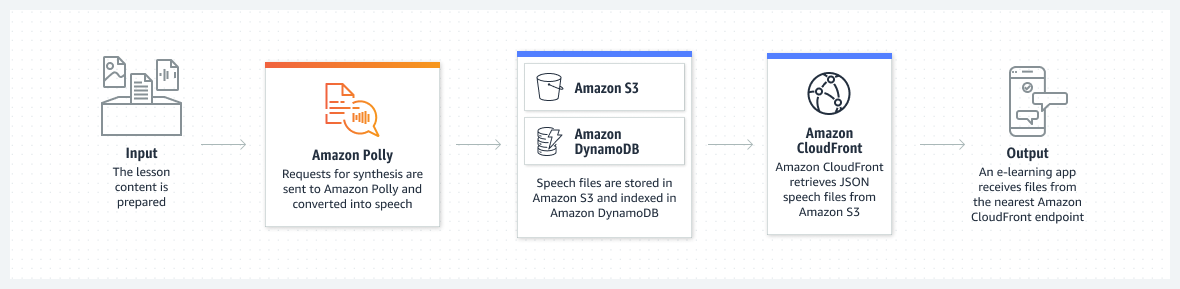 Input
The lesson
content is
prepared
Amazon Polly
Requests for synthesis are
sent to Amazon Polly and
converted into speech
Amazon S3
Amazon
DynamoDB
Speech files are stored in
Amazon S3 and indexed in
Amazon DynamoDB
Amazon
CloudFront
Amazon CloudFront
retrieves JSON
speech files from
Amazon S3
Output
An e-learning app
receives files from
the nearest Amazon
CloudFront endpoint